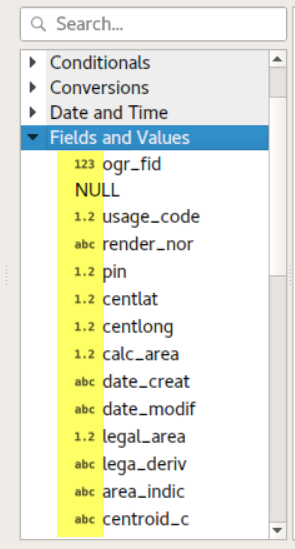 Search...
Conditionals
Conversions
Date and Time
Fields and Values
123 ogr_fid
NULL
1.2 usage_code
abc render_nor
1.2 pin
1.2 centlat
1.2 centlong
1.2 calc_area
abc date_creat
abc date_modif
1.2 legal_area
abc lega_deriv
abc area_indic
abc centroid_c